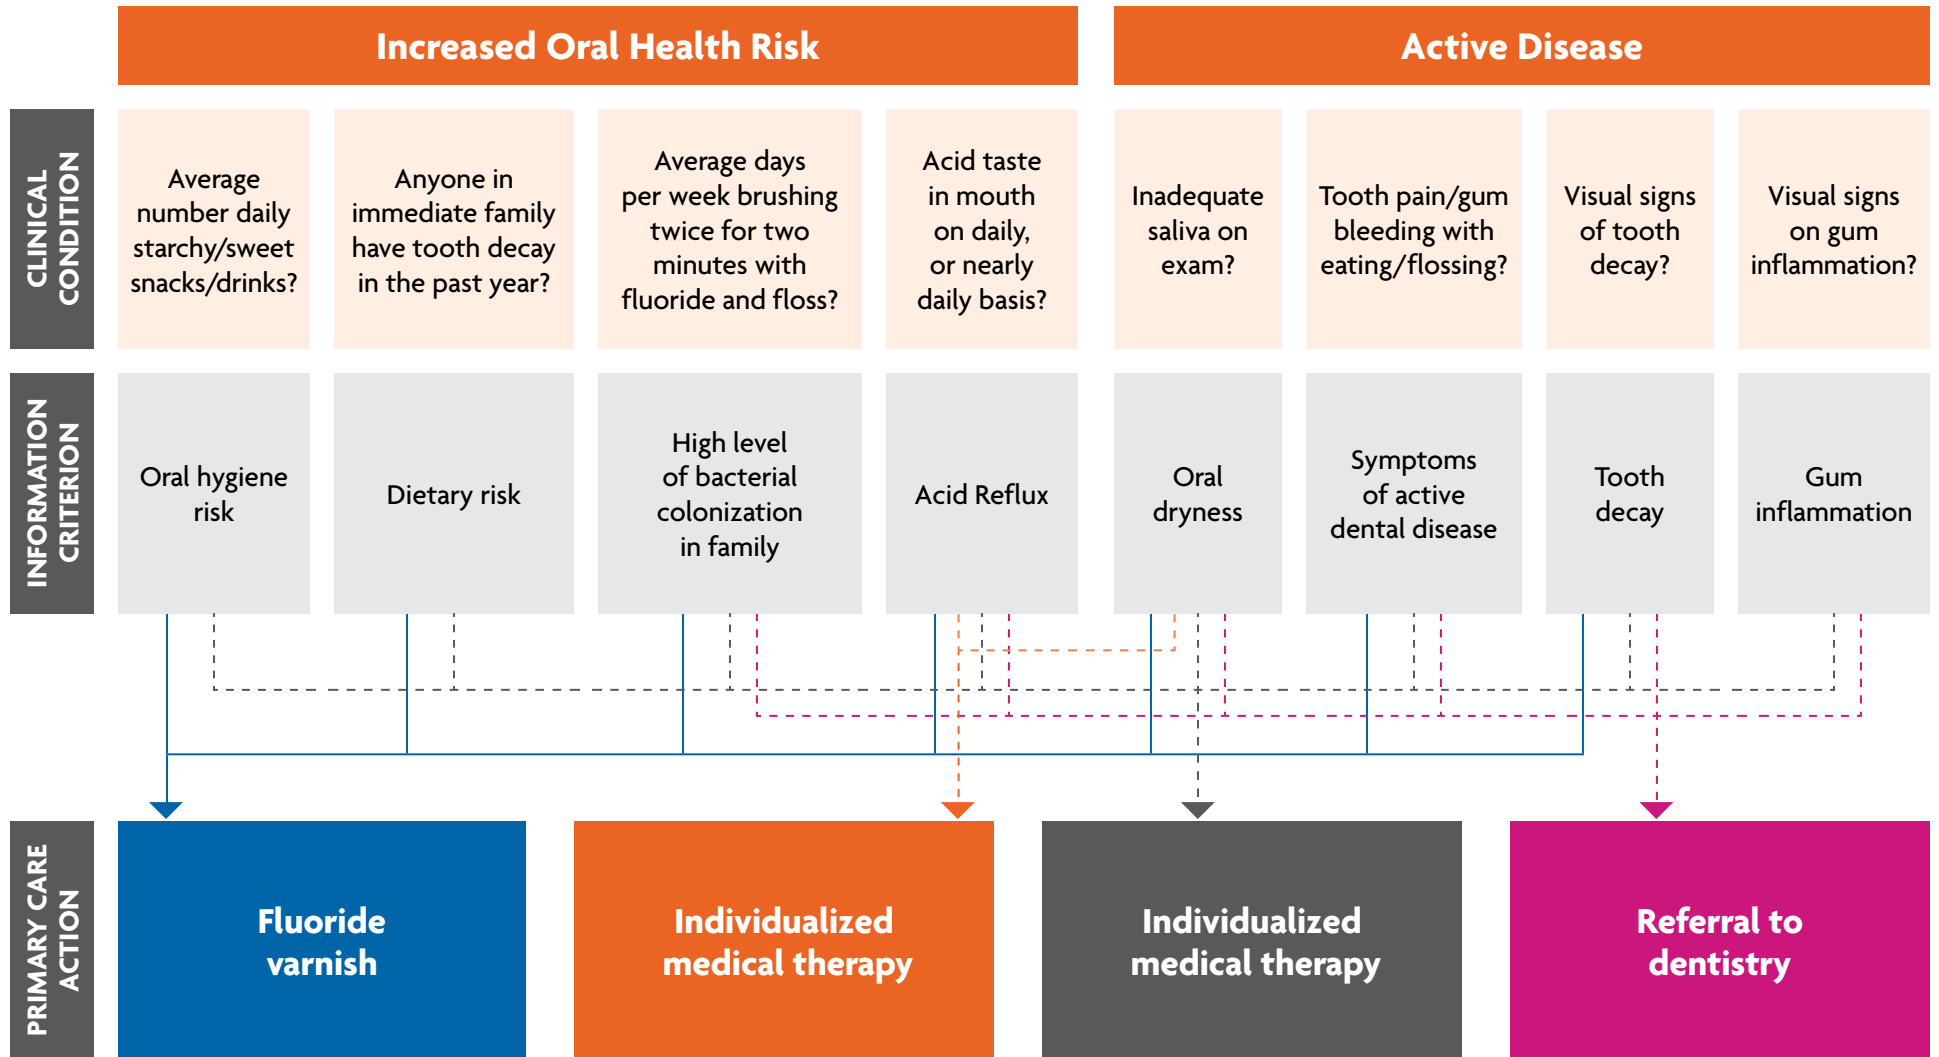 Increased Oral Health Risk
Active Disease
CLINICAL
CONDITION
Average
number daily
starchy/sweet
snacks/drinks?
Anyone in
immediate family
have tooth decay
in the past year?
Average days
per week brushing
twice for two
minutes with
fluoride and floss?
Acid taste
in mouth
on daily,
or nearly
daily basis?
Inadequate
saliva on
exam?
Tooth pain/gum
bleeding with
eating/flossing?
Visual signs
of tooth
decay?
Visual signs
on gum
inflammation?
INFORMATION
CRITERION
Oral hygiene
risk
Dietary risk
High level
of bacterial
colonization
in family
Acid Reflux
Oral
dryness
Symptoms
of active
dental disease
Tooth
decay
Gum
inflammation
PRIMARY CARE
ACTION
Fluoride
varnish
Individualized
medical therapy
Individualized
medical therapy
Referral to
dentistry